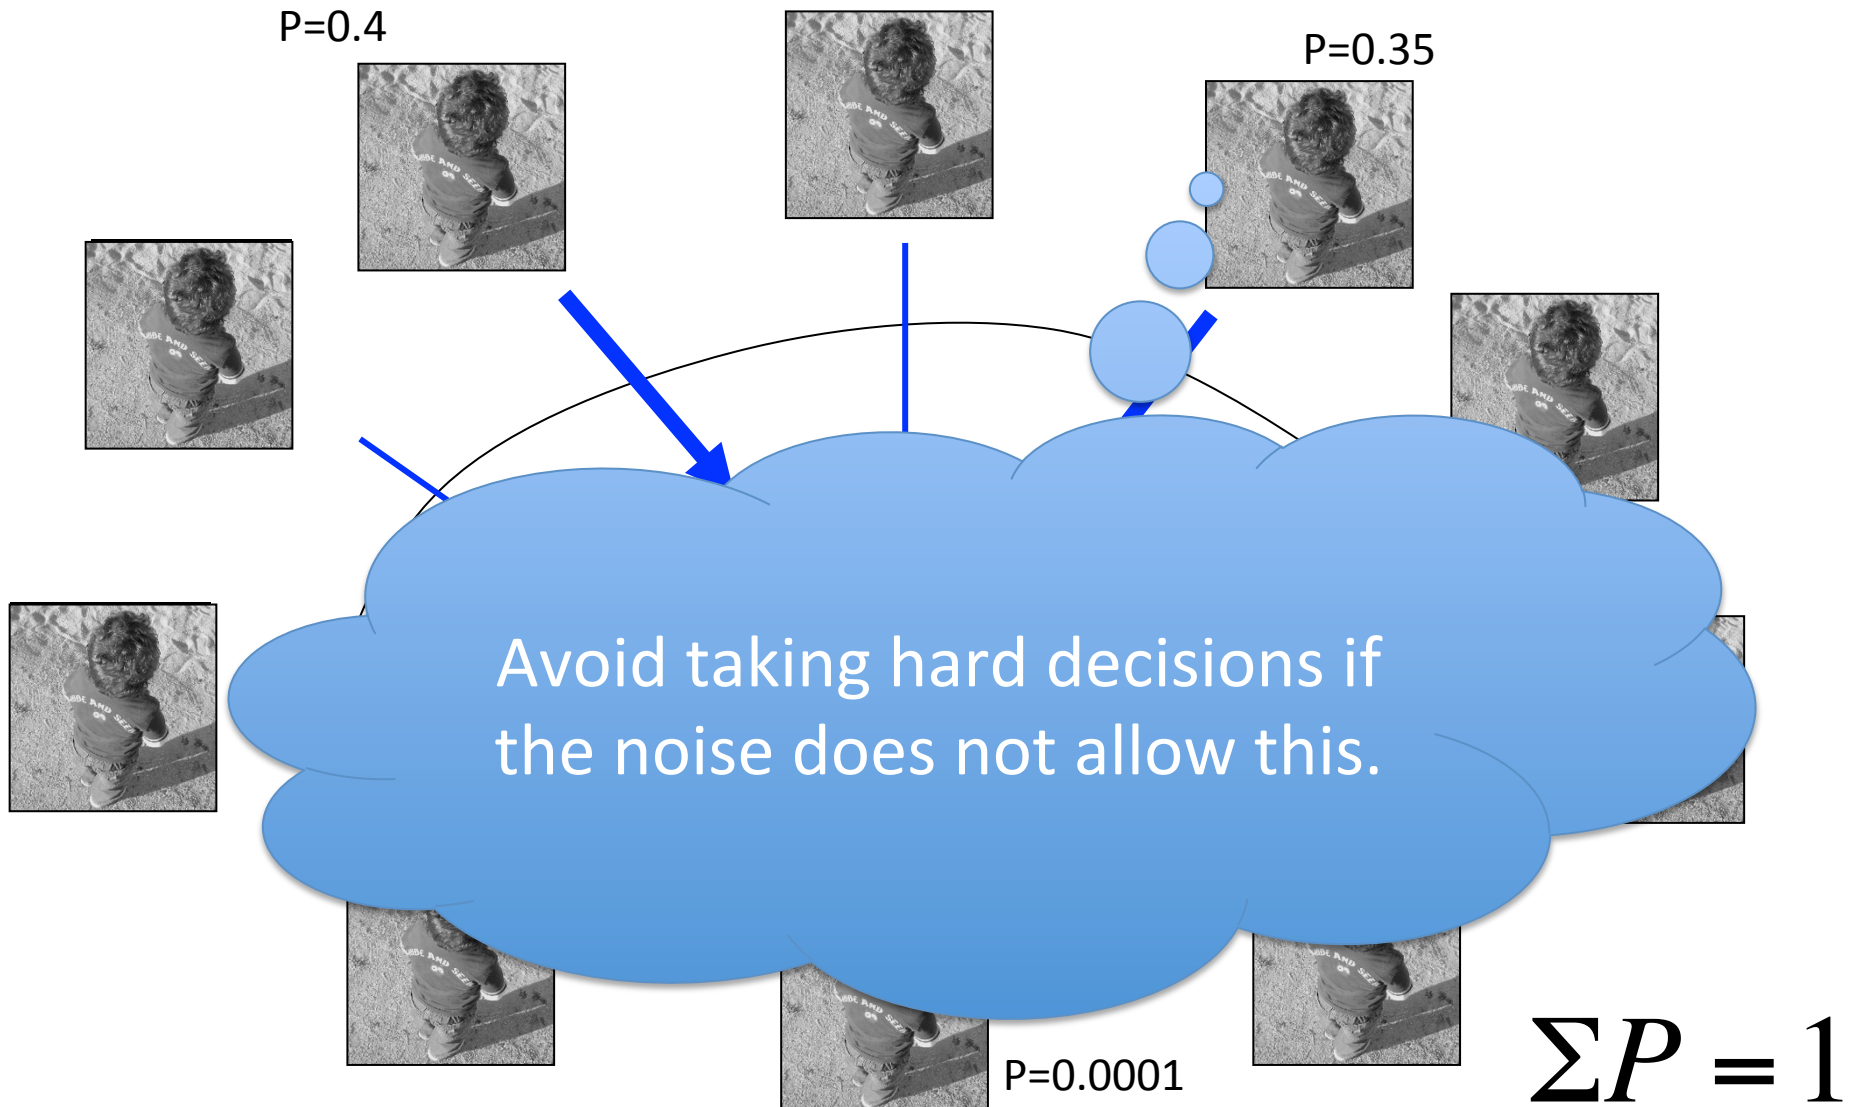 P=0.4
P=0.35
Avoid taking hard decisions if
the noise does not allow this.
P=0.0001
ΣP = 1